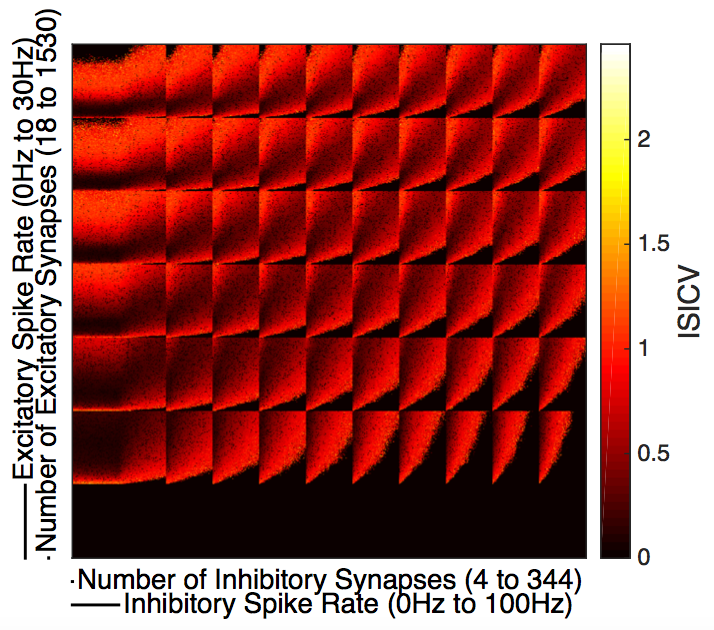 Excitatory Spike Rate (0Hz to 30Hz)
·Number of Excitatory Synapses (18 to 1530)
2
1.5
1
0.5
0
ISICV
·Number of Inhibitory Synapses (4 to 344)
Inhibitory Spike Rate (0Hz to 100Hz)